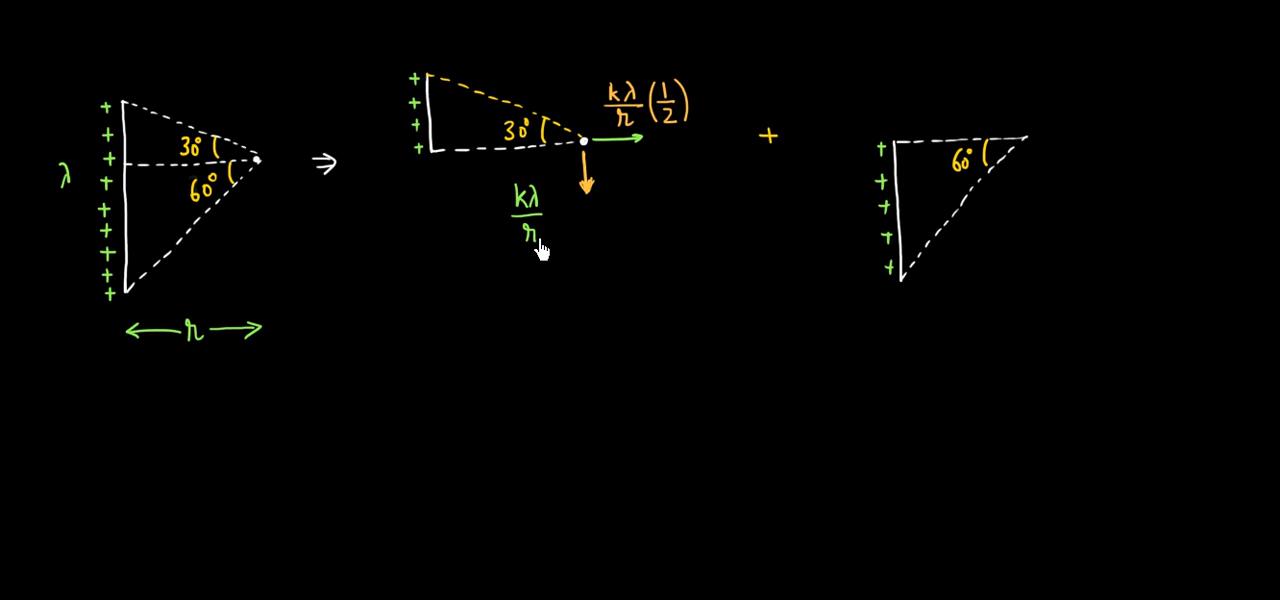 λ
+ + + + + + + + +
30°
60°
r
→
+ + + +
30°
kλ/r (1/2)
kλ/r
+
+ + + + +
60°